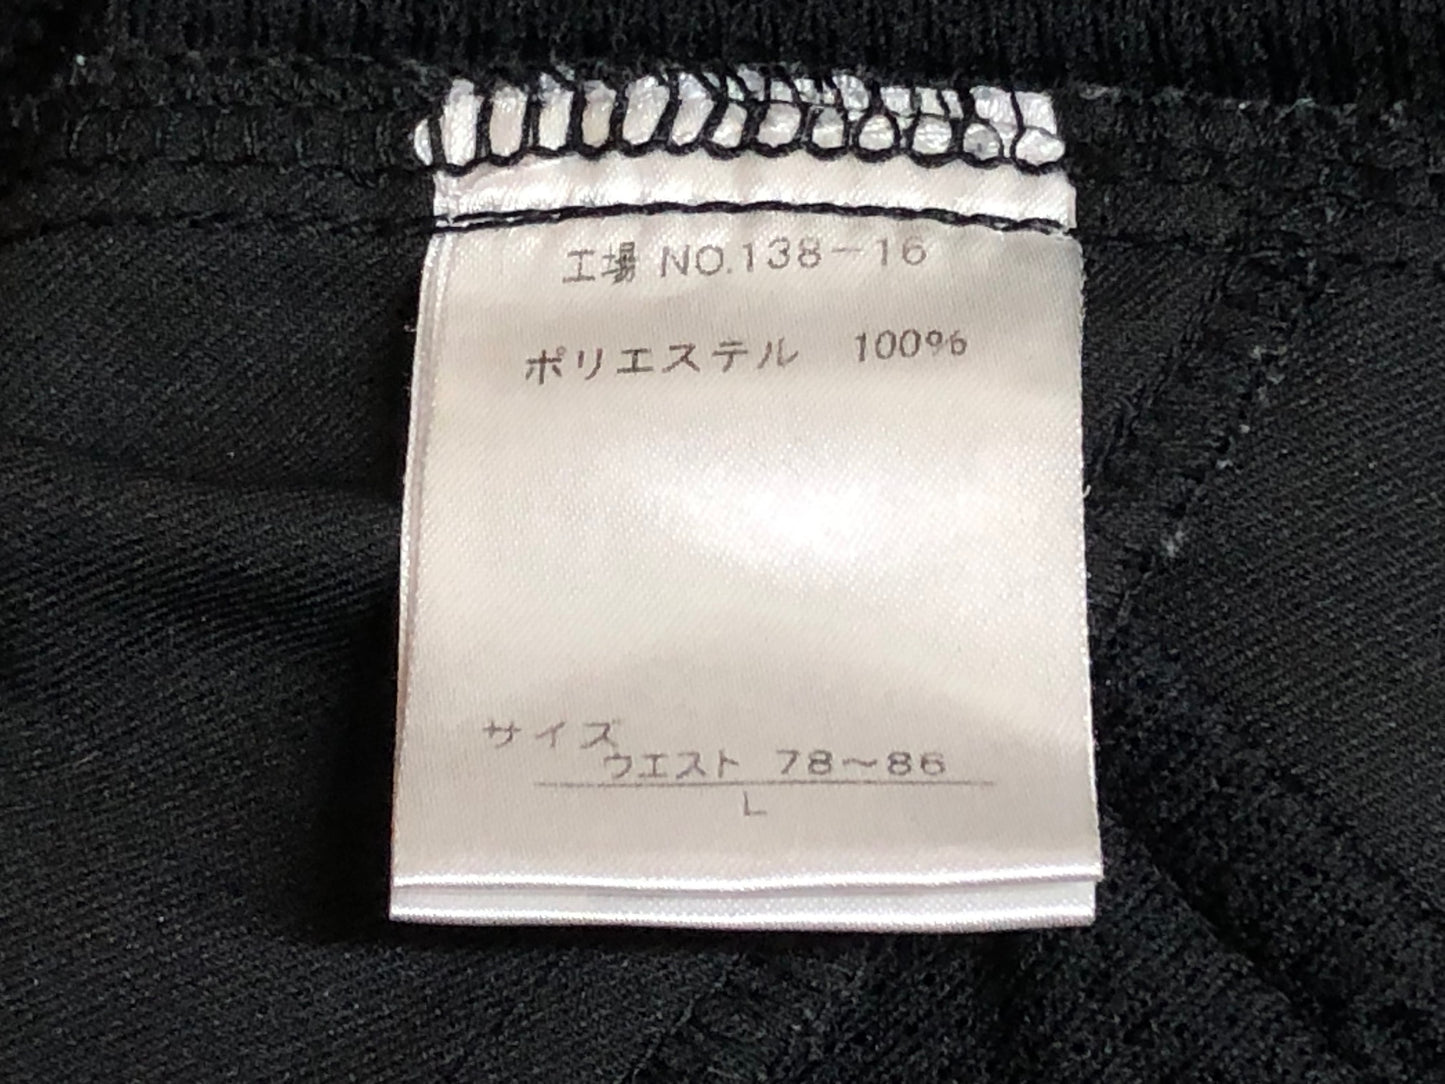 工場 NO.138-16
ポリエステル 100%
サイズ
ウエスト 78～86
L